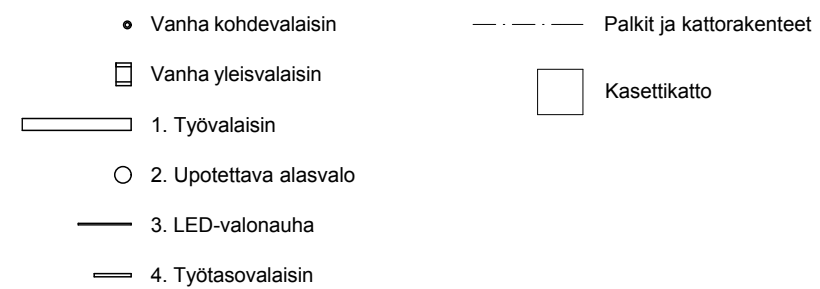 Vanha kohdevalaisin
Vanha yleisvalaisin
1. Työvalaisin
2. Upotettava alasvalo
3. LED-valonauha
4. Työtasovalaisin
Palkit ja kattorakenteet
Kasettikatto